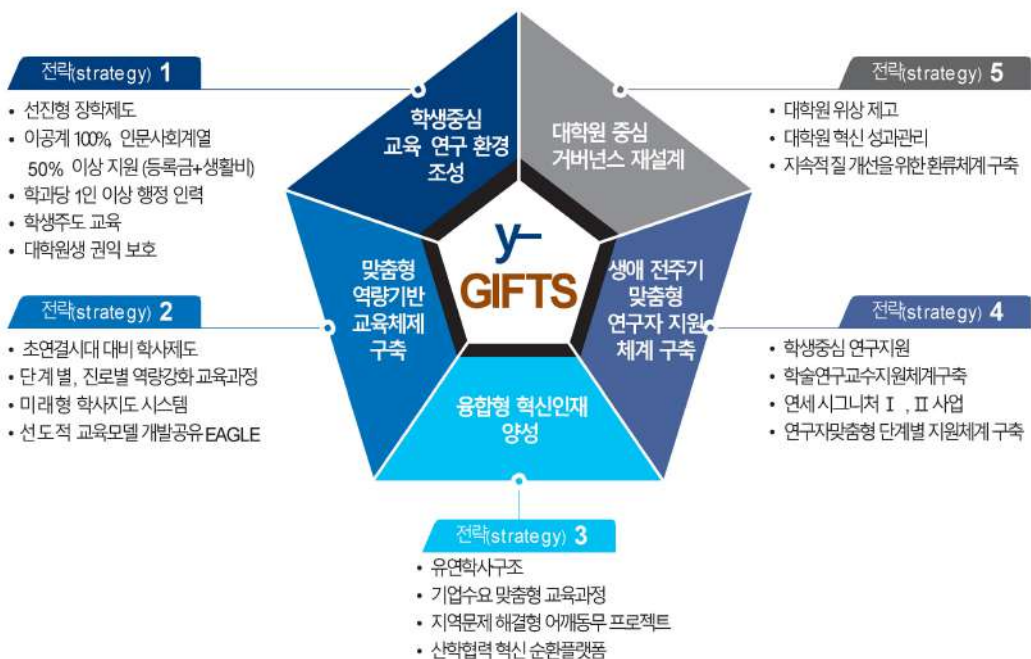 전략(strategy) 1
• 선진형 장학제도
• 이공계 100%, 인문사회계열
50% 이상 지원 (등록금+생활비)
• 학과당 1인 이상 행정 인력
• 학생주도 교육
• 대학원생 권익 보호
학생중심
교육 연구 환경
조성
대학원 중심
거버넌스 재설계
전략(strategy) 5
• 대학원 위상 제고
• 대학원 혁신 성과관리
• 지속적 질 개선을 위한 환류체계 구축
y-
GIFTS
전략(strategy) 2
• 초연결시대 대비 학사제도
• 단계별, 진로별 역량강화 교육과정
• 미래형 학사지도 시스템
• 선도적 교육모델 개발공유 EAGLE
맞춤형
역량기반
교육체제
구축
생애 전주기
맞춤형
연구자 지원
체계 구축
전략(strategy) 4
• 학생중심 연구지원
• 학술연구교수지원체계구축
• 연세 시그니처 Ⅰ, Ⅱ 사업
• 연구자맞춤형 단계별 지원체계 구축
융합형 혁신인재
양성
전략(strategy) 3
• 유연학사구조
• 기업수요 맞춤형 교육과정
• 지역문제 해결형 어깨동무 프로젝트
• 산학협력 혁신 순환플랫폼